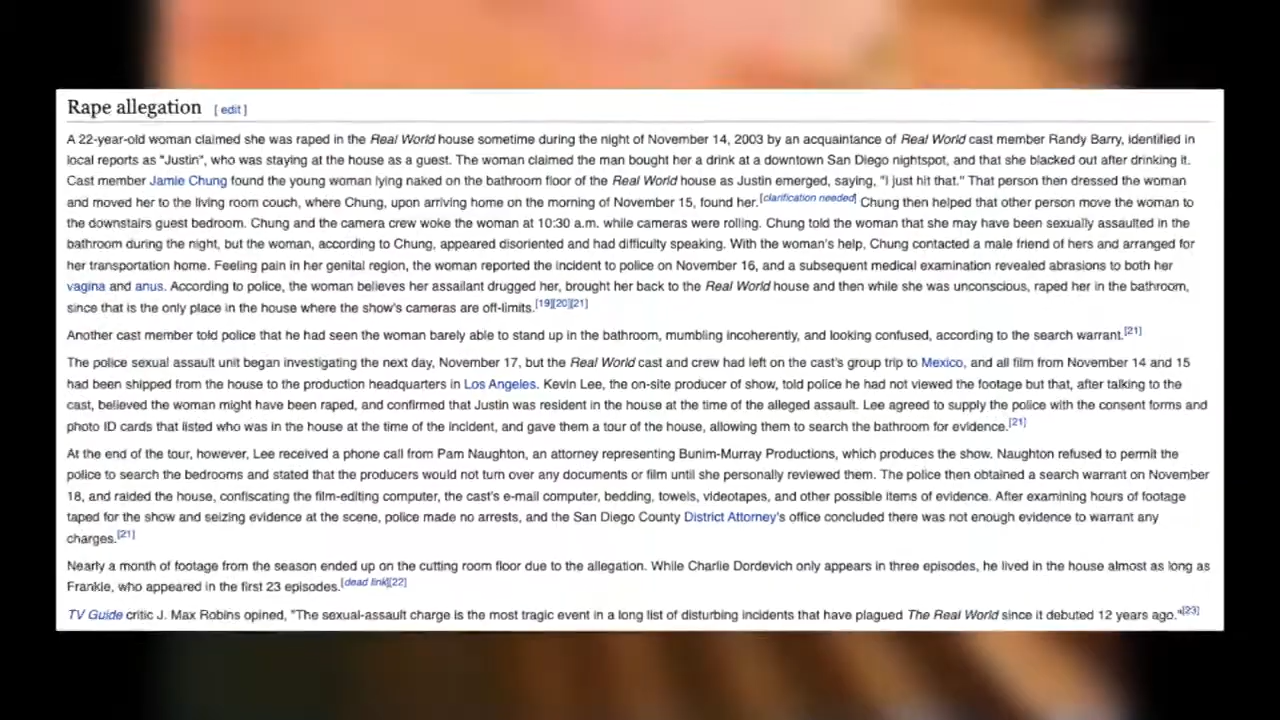 Rape allegation [ edit ]
A 22-year-old woman claimed she was raped in the Real World house sometime during the night of November 14, 2003 by an acquaintance of Real World cast member Randy Barry, identified in
local reports as "Justin", who was staying at the house as a guest. The woman claimed the man bought her a drink at a downtown San Diego nightspot, and that she blacked out after drinking it.
Cast member Jamie Chung found the young woman lying naked on the bathroom floor of the Real World house as Justin emerged, saying, "I just hit that." That person then dressed the woman
and moved her to the living room couch, where Chung, upon arriving home on the morning of November 15, found her.[clarification needed] Chung then helped that other person move the woman to
the downstairs guest bedroom. Chung and the camera crew woke the woman at 10:30 a.m. while cameras were rolling. Chung told the woman that she may have been sexually assaulted in the
bathroom during the night, but the woman, according to Chung, appeared disoriented and had difficulty speaking. With the woman's help, Chung contacted a male friend of hers and arranged for
her transportation home. Feeling pain in her genital region, the woman reported the incident to police on November 16, and a subsequent medical examination revealed abrasions to both her
vagina and anus. According to police, the woman believes her assailant drugged her, brought her back to the Real World house and then while she was unconscious, raped her in the bathroom,
since that is the only place in the house where the show's cameras are off-limits.[19][20][21]
Another cast member told police that he had seen the woman barely able to stand up in the bathroom, mumbling incoherently, and looking confused, according to the search warrant.[21]
The police sexual assault unit began investigating the next day, November 17, but the Real World cast and crew had left on the cast's group trip to Mexico, and all film from November 14 and 15
had been shipped from the house to the production headquarters in Los Angeles. Kevin Lee, the on-site producer of show, told police he had not viewed the footage but that, after talking to the
cast, believed the woman might have been raped, and confirmed that Justin was resident in the house at the time of the alleged assault. Lee agreed to supply the police with the consent forms and
photo ID cards that listed who was in the house at the time of the incident, and gave them a tour of the house, allowing them to search the bathroom for evidence.[21]
At the end of the tour, however, Lee received a phone call from Pam Naughton, an attorney representing Bunim-Murray Productions, which produces the show. Naughton refused to permit the
police to search the bedrooms and stated that the producers would not turn over any documents or film until she personally reviewed them. The police then obtained a search warrant on November
18, and raided the house, confiscating the film-editing computer, the cast's e-mail computer, bedding, towels, videotapes, and other possible items of evidence. After examining hours of footage
taped for the show and seizing evidence at the scene, police made no arrests, and the San Diego County District Attorney's office concluded there was not enough evidence to warrant any
charges.[21]
Nearly a month of footage from the season ended up on the cutting room floor due to the allegation. While Charlie Dordevich only appears in three episodes, he lived in the house almost as long as
Frankie, who appeared in the first 23 episodes.[dead link][22]
TV Guide critic J. Max Robins opined, "The sexual-assault charge is the most tragic event in a long list of disturbing incidents that have plagued The Real World since it debuted 12 years ago."[23]